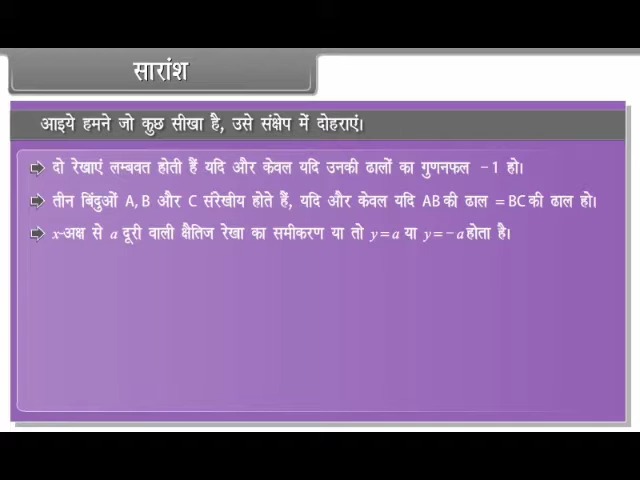 सारांश
आइये हमने जो कुछ सीखा है, उसे संक्षेप में दोहराएं।
दो रेखाएं लम्बवत होती हैं यदि और केवल यदि उनकी ढालों का गुणनफल −1 हो।
तीन बिंदुओं A, B और C संरेखीय होते हैं, यदि और केवल यदि AB की ढाल = BC की ढाल हो।
x-अक्ष से a दूरी वाली क्षैतिज रेखा का समीकरण या तो y = a या y = −a होता है।